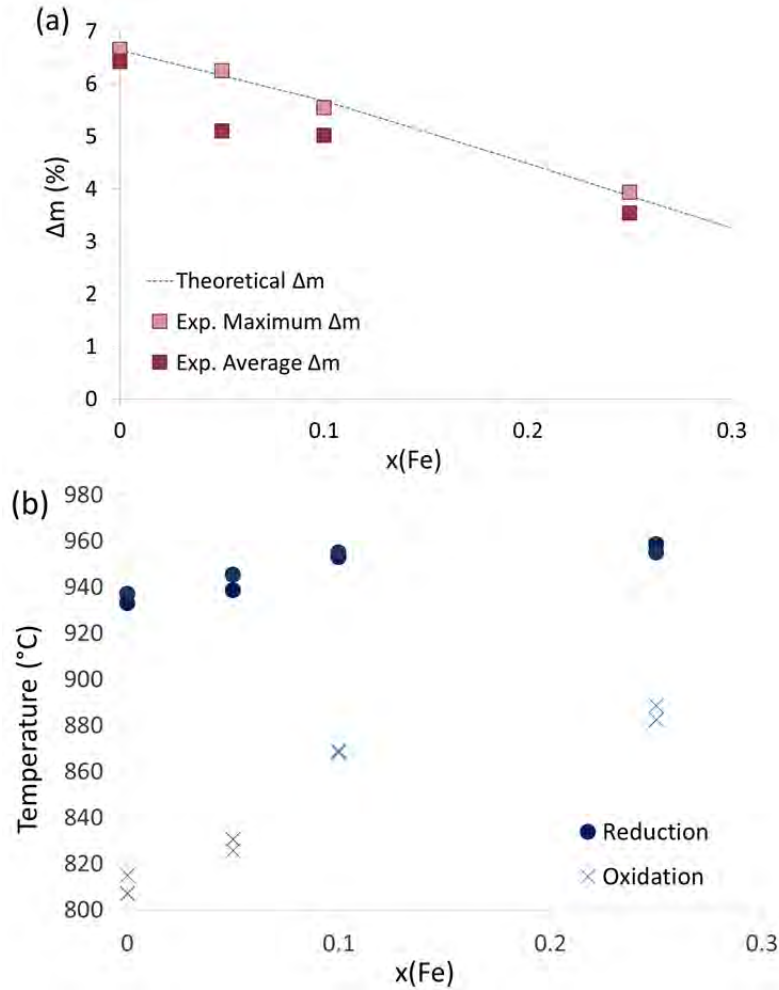 (a)
7
6
5
4
3
2
1
0
Δm (%)
Theoretical Δm
Exp. Maximum Δm
Exp. Average Δm
0 0.1 0.2 0.3
x(Fe)
(b)
980
960
940
920
900
880
860
840
820
800
Temperature (°C)
Reduction
Oxidation
0 0.1 0.2 0.3
x(Fe)